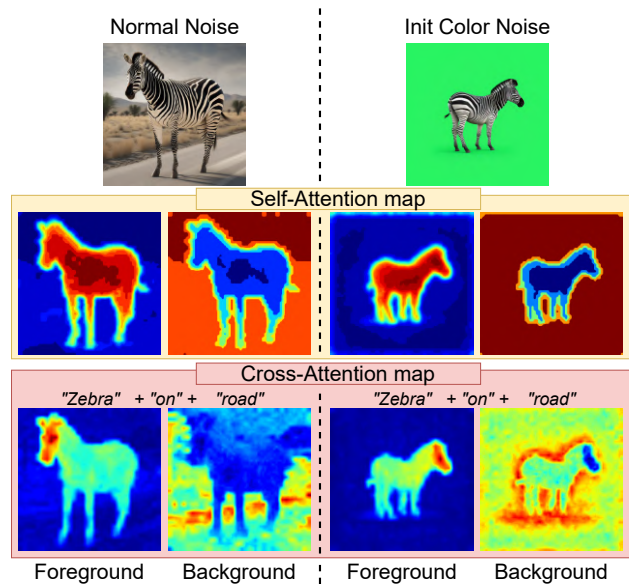 Normal Noise
Init Color Noise
Self-Attention map
Cross-Attention map
"Zebra" + "on" + "road"
"Zebra" + "on" + "road"
Foreground
Background
Foreground
Background